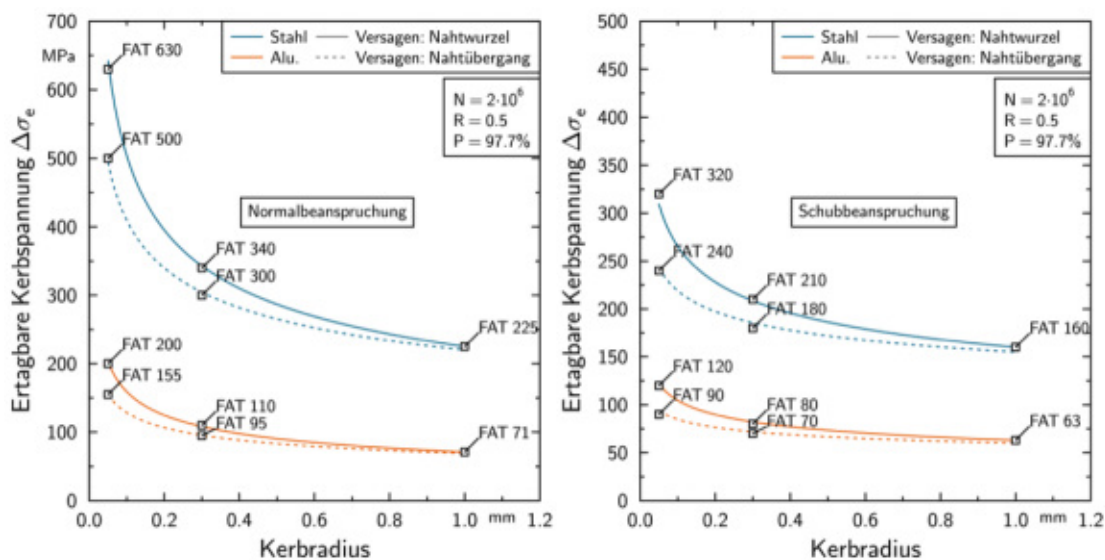 700
MPa
600
500
400
300
200
100
0
Ertagbare Kerbspannung Δσe
Stahl
Alu.
Versagen: Nahtwurzel
Versagen: Nahtübergang
N = 2·10⁶
R = 0.5
P = 97.7%
Normalbeanspruchung
FAT 630
FAT 500
FAT 340
FAT 300
FAT 225
FAT 200
FAT 155
FAT 110
FAT 95
FAT 71
0.0 0.2 0.4 0.6 0.8 1.0 mm 1.2
Kerbradius
500
450
400
350
300
250
200
150
100
50
0
Ertagbare Kerbspannung Δσe
Stahl
Alu.
Versagen: Nahtwurzel
Versagen: Nahtübergang
N = 2·10⁶
R = 0.5
P = 97.7%
Schubbeanspruchung
FAT 320
FAT 240
FAT 210
FAT 180
FAT 160
FAT 120
FAT 90
FAT 80
FAT 70
FAT 63
0.0 0.2 0.4 0.6 0.8 1.0 mm 1.2
Kerbradius